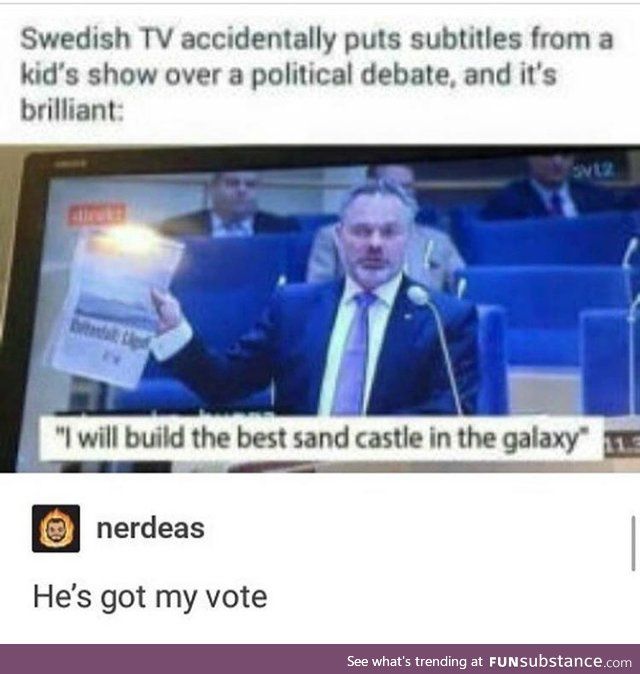 Swedish TV accidentally puts subtitles from a
kid's show over a political debate, and it's
brilliant:
svt2
direkt
"I will build the best sand castle in the galaxy"
nerdeas
He's got my vote
See what's trending at FUNsubstance.com